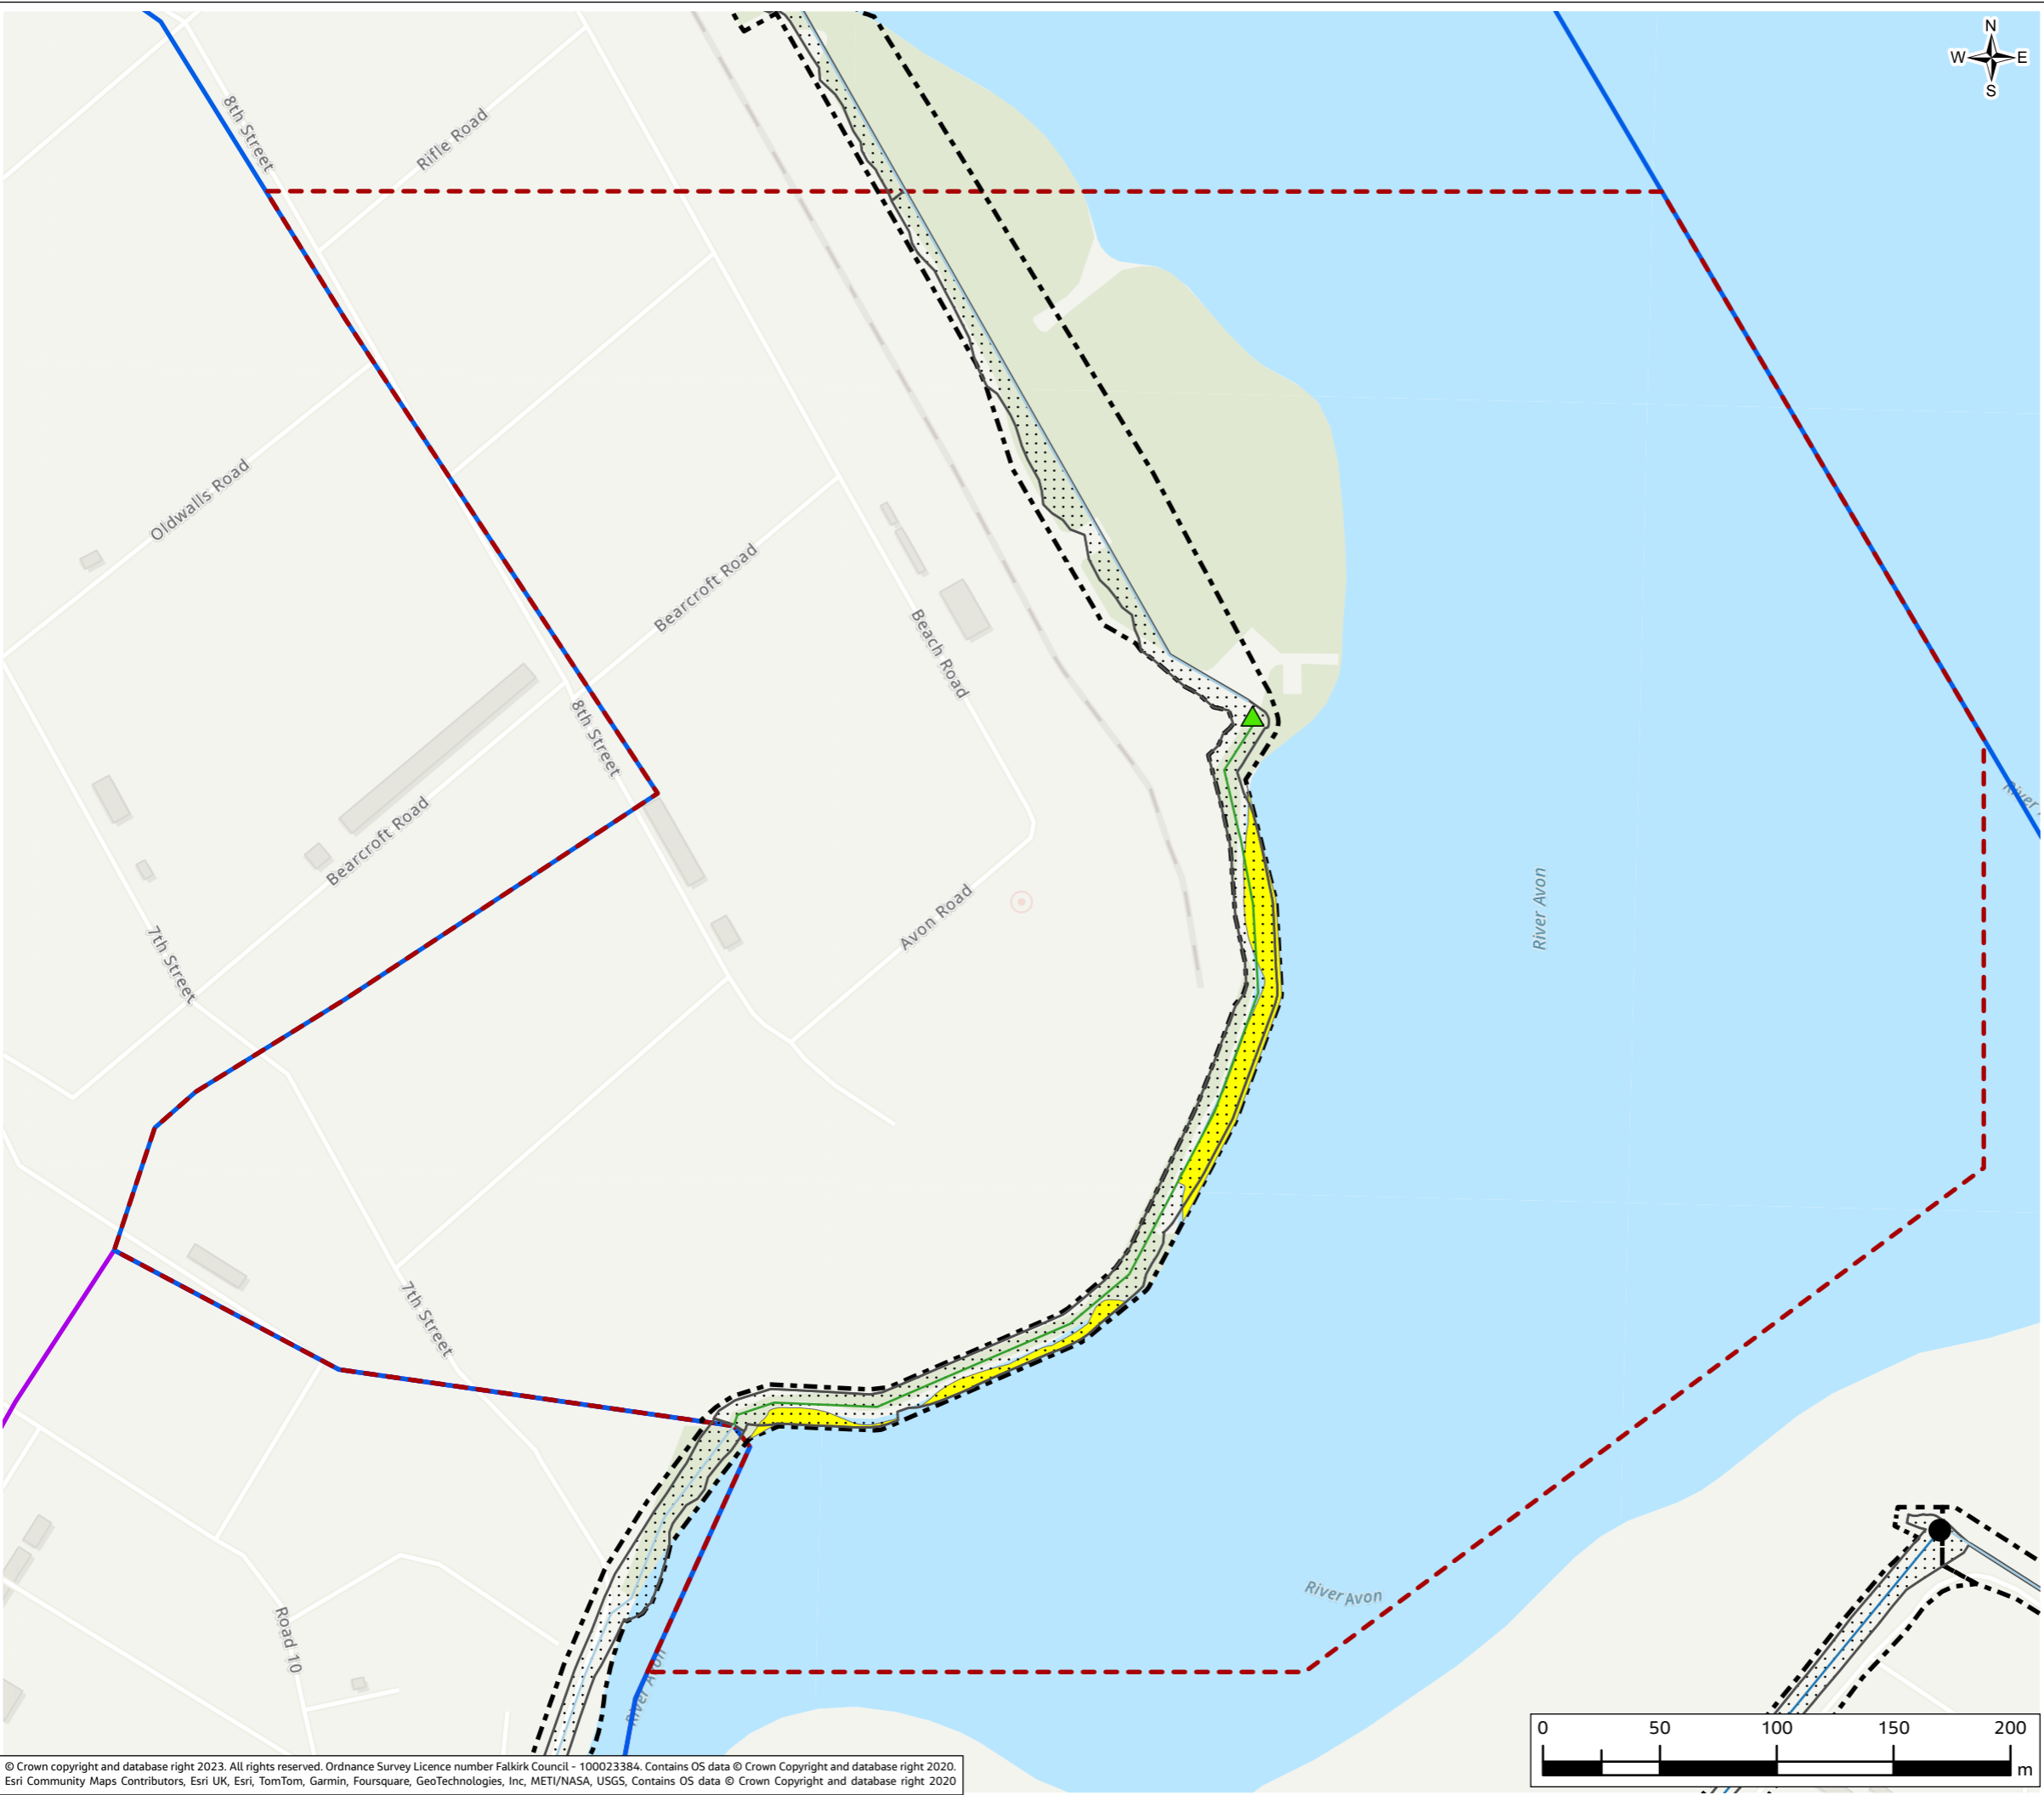 N
W E
S
8th Street
Rifle Road
Oldwalls Road
Bearcroft Road
Beach Road
8th Street
River
Bearcroft Road
Avon Road
River Avon
7th Street
7th Street
River Avon
Road 10
River Avon
0 50 100 150 200
m
© Crown copyright and database right 2023. All rights reserved. Ordnance Survey Licence number Falkirk Council - 100023384. Contains OS data © Crown Copyright and database right 2020.
Esri Community Maps Contributors, Esri UK, Esri, TomTom, Garmin, Foursquare, GeoTechnologies, Inc, METI/NASA, USGS, Contains OS data © Crown Copyright and database right 2020